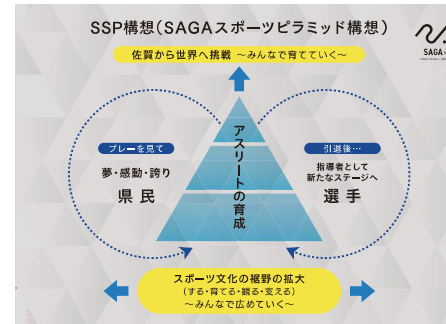 SSP構想(SAGAスポーツピラミッド構想)
佐賀から世界へ挑戦 ～みんなで育てていく～
SAGA
アスリートの育成
プレーを見て
夢・感動・誇り
県民
引退後…
指導者として
新たなステージへ
選手
スポーツ文化の裾野の拡大
(する・育てる・観る・支える)
～みんなで広めていく～